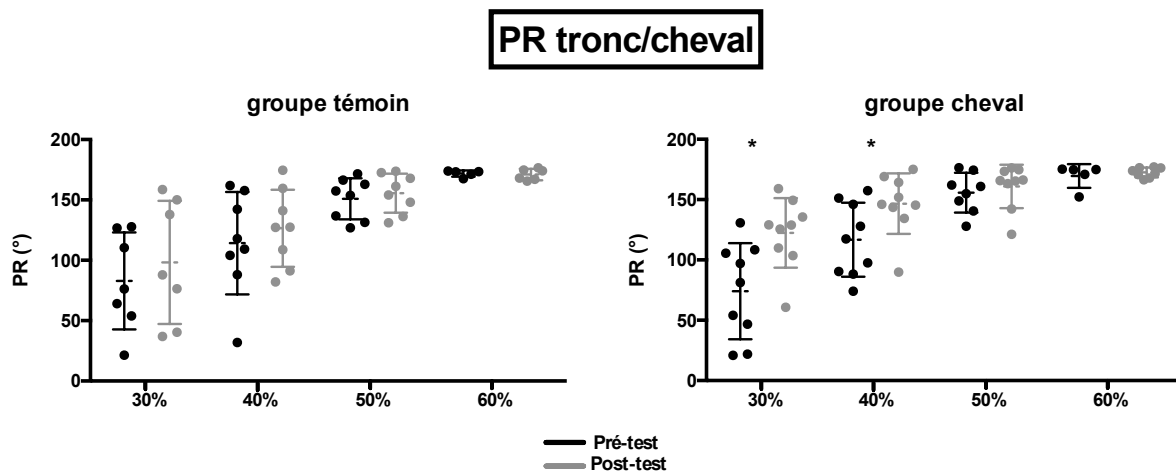 PR tronc/cheval
groupe témoin
PR (°)
200
150
100
50
0
30%
40%
50%
60%
groupe cheval
PR (°)
200
150
100
50
0
*
*
30%
40%
50%
60%
Pré-test
Post-test